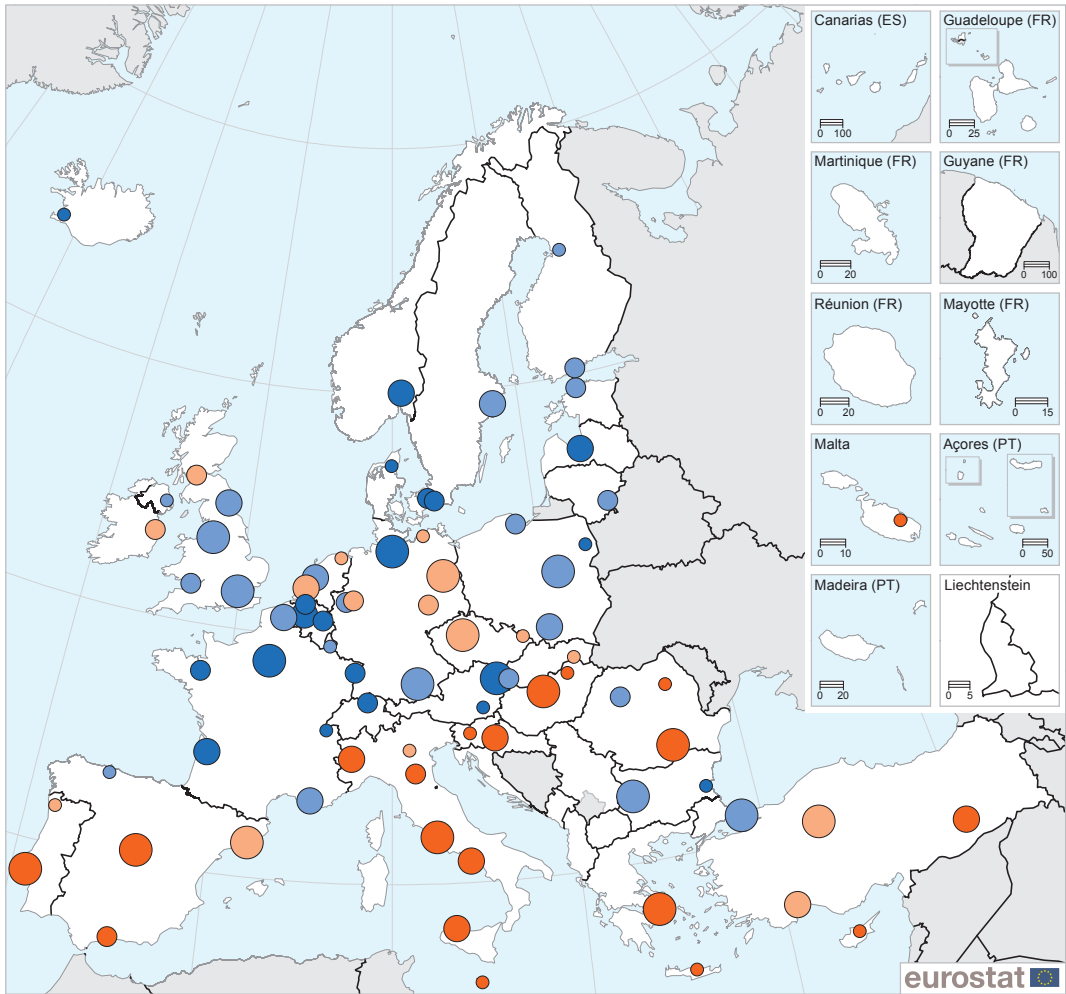 Canarias (ES)
0 100
Guadeloupe (FR)
0 25
Martinique (FR)
0 20
Guyane (FR)
0 100
Réunion (FR)
0 20
Mayotte (FR)
0 15
Malta
0 10
Açores (PT)
0 50
Madeira (PT)
0 20
Liechtenstein
0 5
eurostat